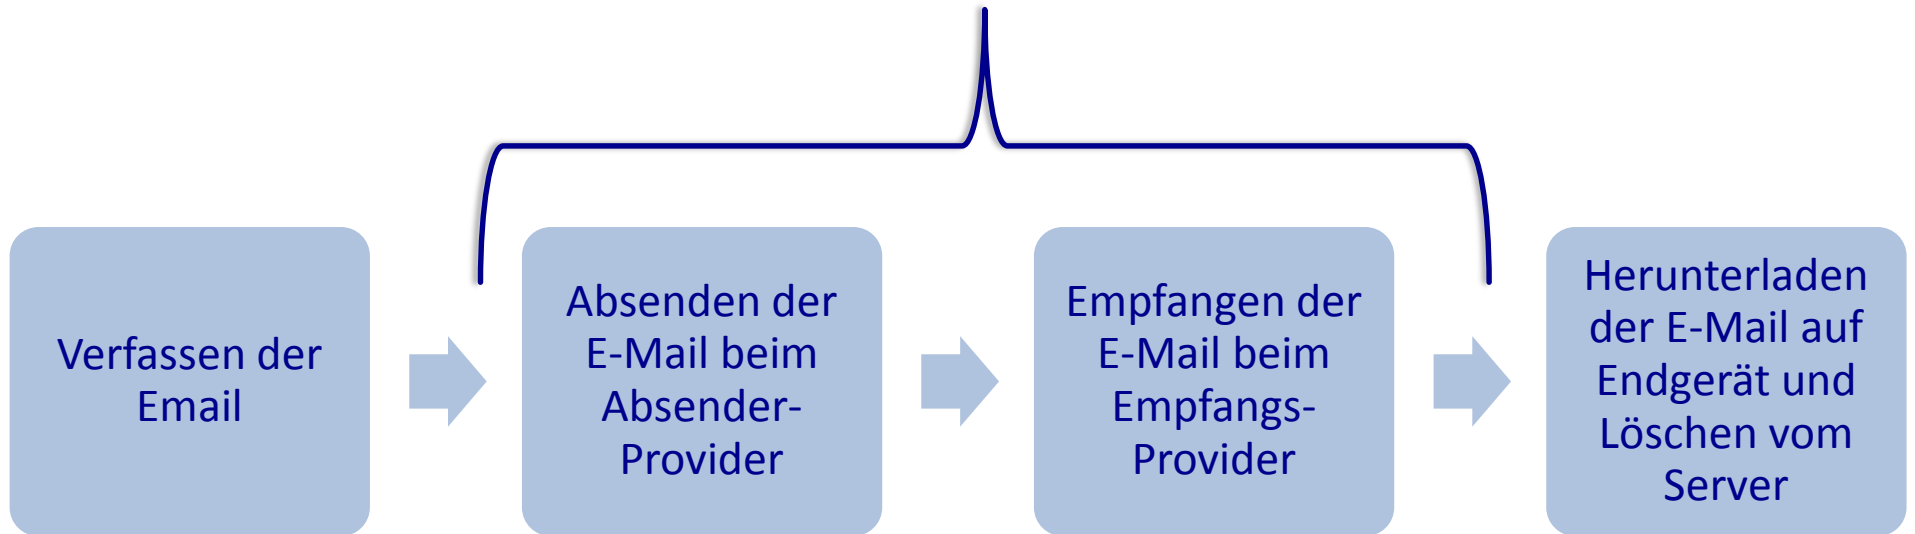 Verfassen der
Email
Absenden der
E-Mail beim
Absender-
Provider
Empfangen der
E-Mail beim
Empfangs-
Provider
Herunterladen
der E-Mail auf
Endgerät und
Löschen vom
Server